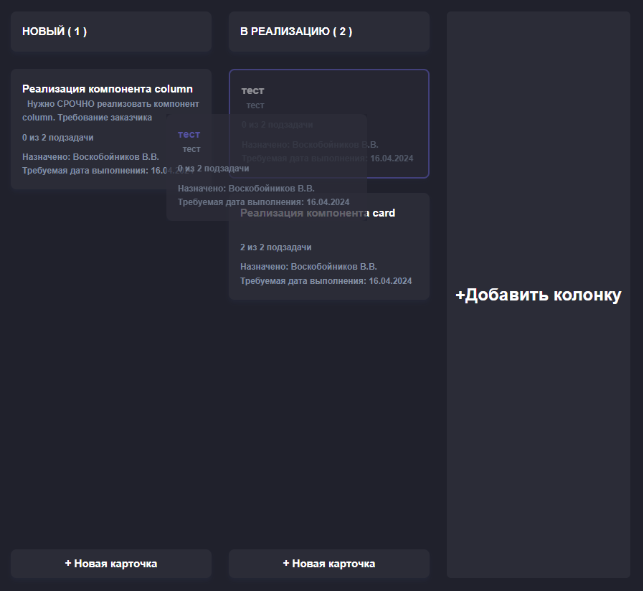 НОВЫЙ ( 1 )
Реализация компонента column
Нужно СРОЧНО реализовать компонент
column. Требование заказчика
0 из 2 подзадачи
Назначено: Воскобойников В.В.
Требуемая дата выполнения: 16.04.2024
+ Новая карточка
В РЕАЛИЗАЦИЮ ( 2 )
тест
тест
0 из 2 подзадачи
Назначено: Воскобойников В.В.
Требуемая дата выполнения: 16.04.2024
тест
тест
0 из 2 подзадачи
Назначено: Воскобойников В.В.
Требуемая дата выполнения: 16.04.2024
Реализация компонента card
2 из 2 подзадачи
Назначено: Воскобойников В.В.
Требуемая дата выполнения: 16.04.2024
+ Новая карточка
+Добавить колонку